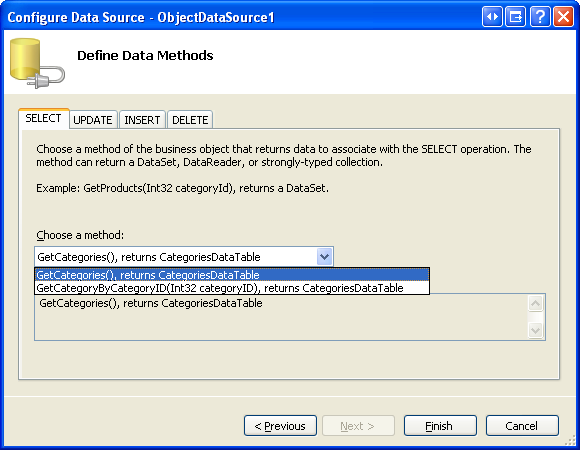 Configure Data Source - ObjectDataSource1
Define Data Methods
SELECT UPDATE INSERT DELETE
Choose a method of the business object that returns data to associate with the SELECT operation. The
method can return a DataSet, DataReader, or strongly-typed collection.
Example: GetProducts(Int32 categoryId), returns a DataSet.
Choose a method:
GetCategories(), returns CategoriesDataTable
GetCategories(), returns CategoriesDataTable
GetCategoryByCategoryID(Int32 categoryID), returns CategoriesDataTable
GetCategories(), returns CategoriesDataTable
< Previous Next > Finish Cancel